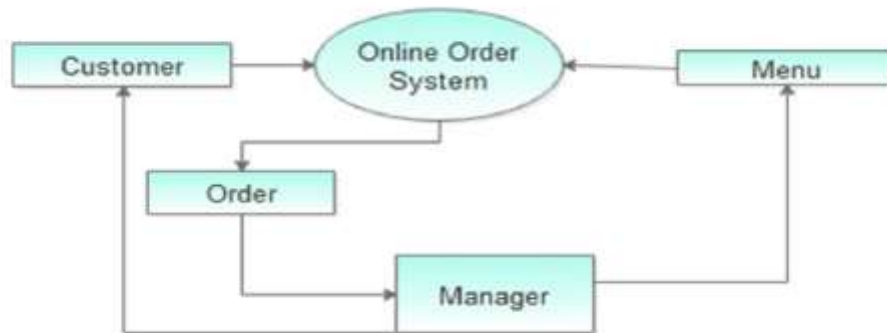 Customer
Online Order
System
Menu
Order
Manager